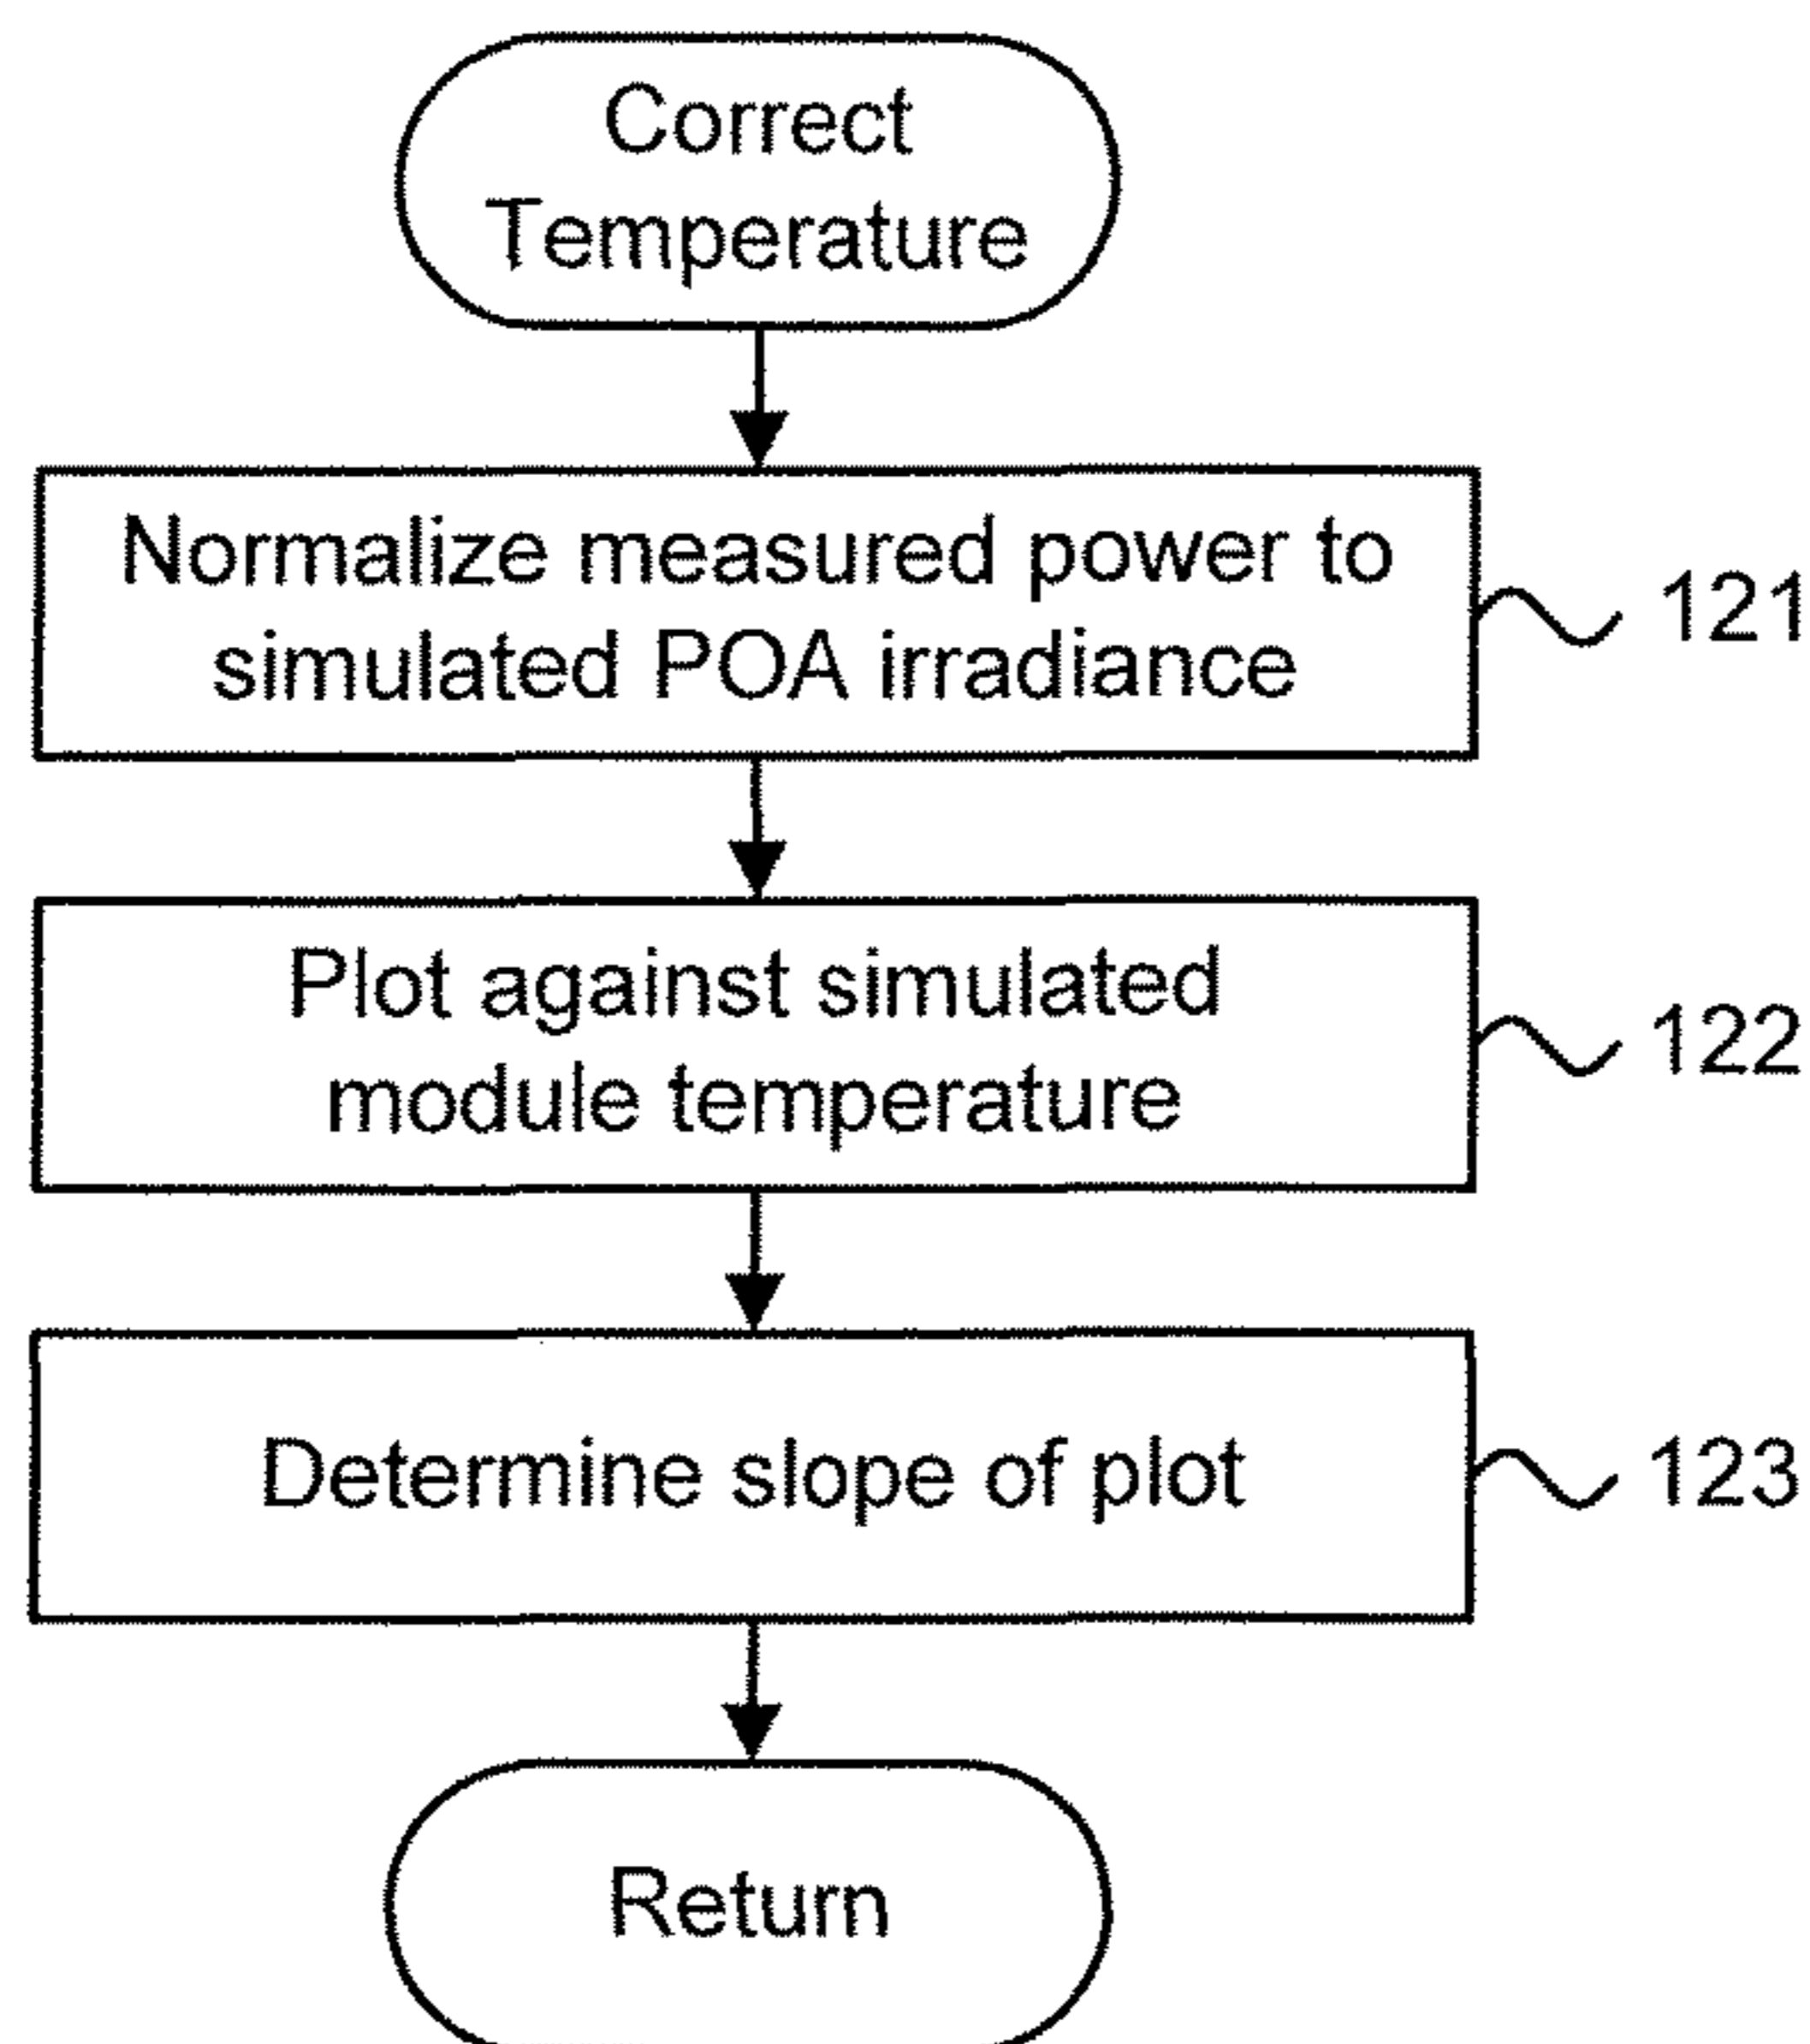 Correct
Temperature
Normalize measured power to
simulated POA irradiance
121
Plot against simulated
module temperature
122
Determine slope of plot
123
Return